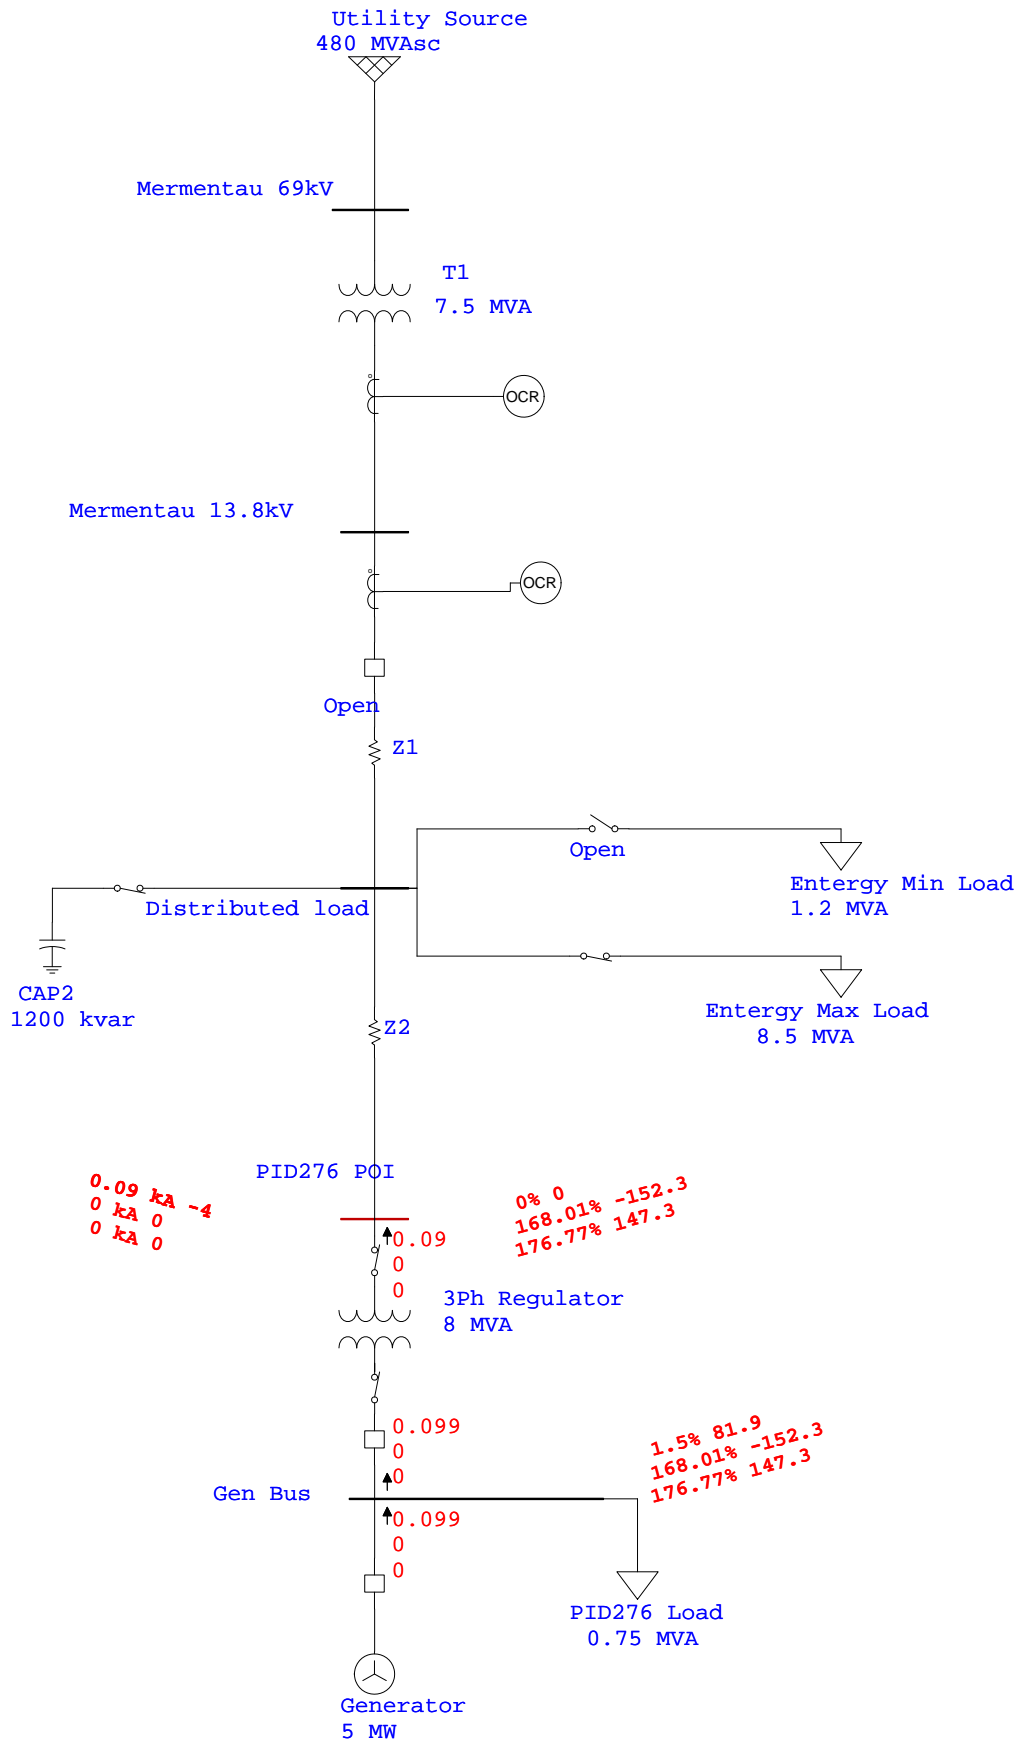 Utility Source
480 MVAsc
Mermentau 69kV
T1
7.5 MVA
OCR
Mermentau 13.8kV
OCR
Open
Z1
Open
Entergy Min Load
1.2 MVA
Distributed load
CAP2
1200 kvar
Entergy Max Load
8.5 MVA
Z2
PID276 POI
0.09 kA -4
0 kA 0
0 kA 0
0% 0
168.01% -152.3
176.77% 147.3
0.09
0
0
3Ph Regulator
8 MVA
0.099
0
0
1.5% 81.9
168.01% -152.3
176.77% 147.3
Gen Bus
0.099
0
0
PID276 Load
0.75 MVA
Generator
5 MW